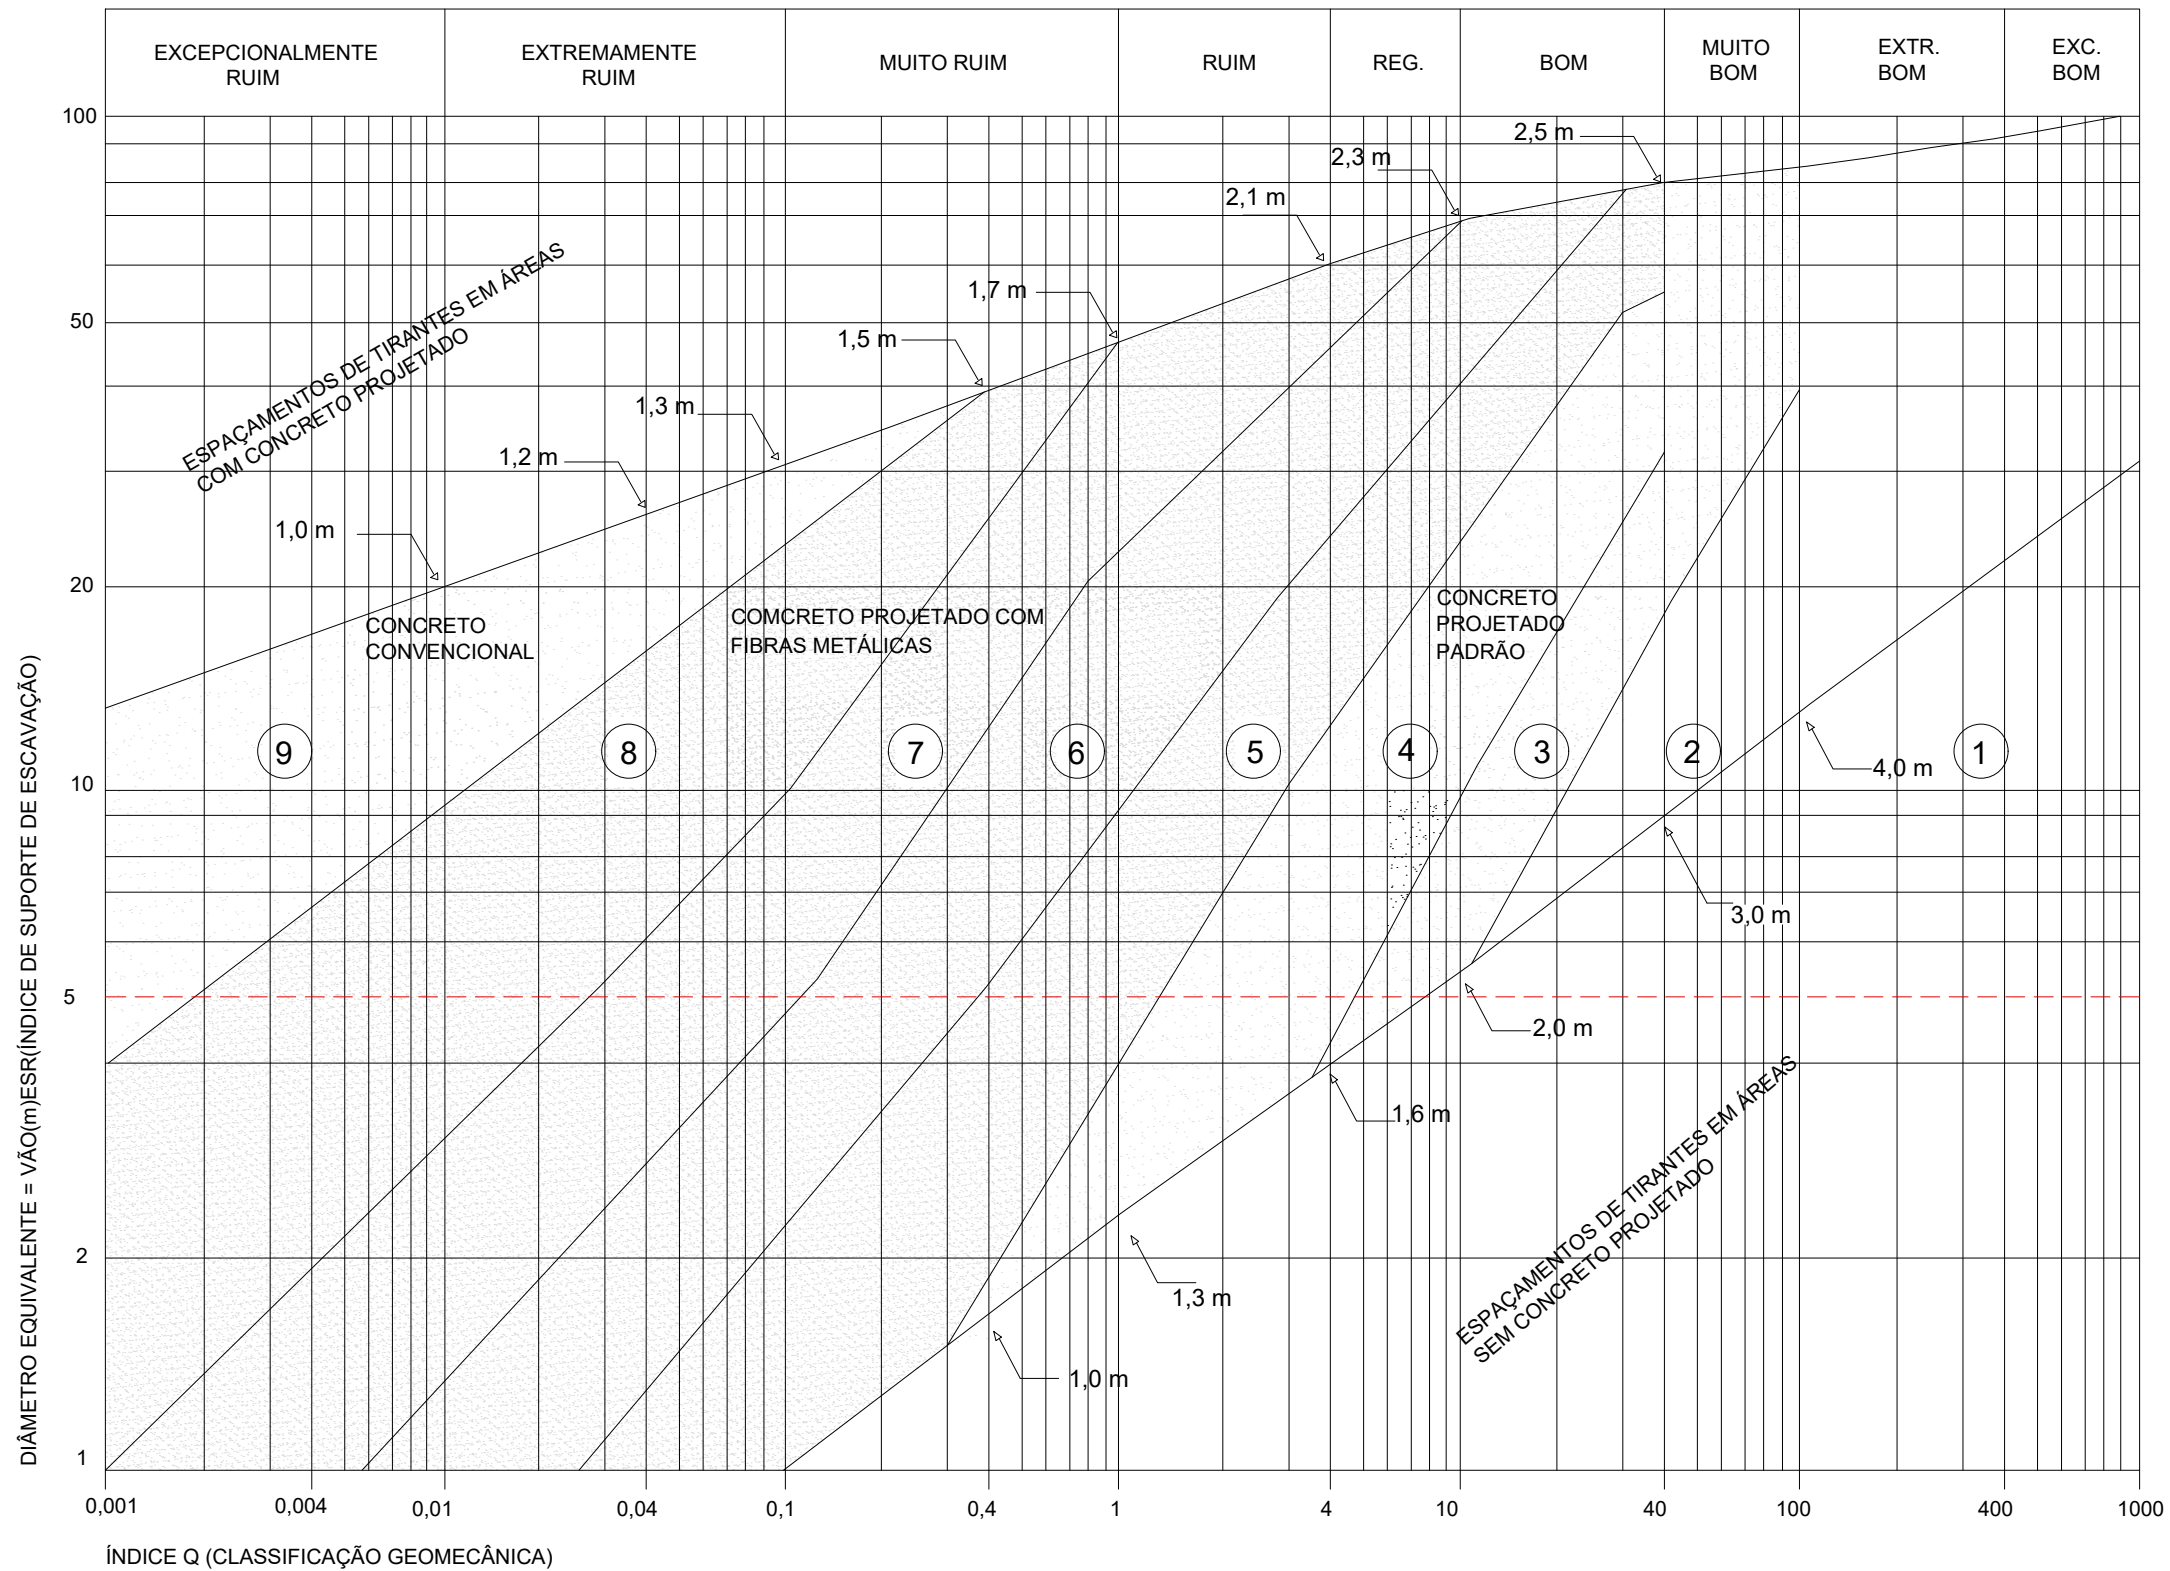 EXCEPCIONALMENTE
RUIM
EXTREMAMENTE
RUIM
MUITO RUIM
RUIM
REG.
BOM
MUITO
BOM
EXTR.
BOM
EXC.
BOM
100
50
20
10
5
2
1
DIÂMETRO EQUIVALENTE = VÃO(m)ESR(ÍNDICE DE SUPORTE DE ESCAVAÇÃO)
ESPAÇAMENTOS DE TIRANTES EM ÁREAS
COM CONCRETO PROJETADO
1,0 m
1,2 m
1,3 m
1,5 m
1,7 m
2,1 m
2,3 m
2,5 m
CONCRETO
CONVENCIONAL
COMCRETO PROJETADO COM
FIBRAS METÁLICAS
CONCRETO
PROJETADO
PADRÃO
9
8
7
6
5
4
3
2
1
4,0 m
3,0 m
2,0 m
1,6 m
1,3 m
1,0 m
ESPAÇAMENTOS DE TIRANTES EM ÁREAS
SEM CONCRETO PROJETADO
0,001
0,004
0,01
0,04
0,1
0,4
1
4
10
40
100
400
1000
ÍNDICE Q (CLASSIFICAÇÃO GEOMECÂNICA)